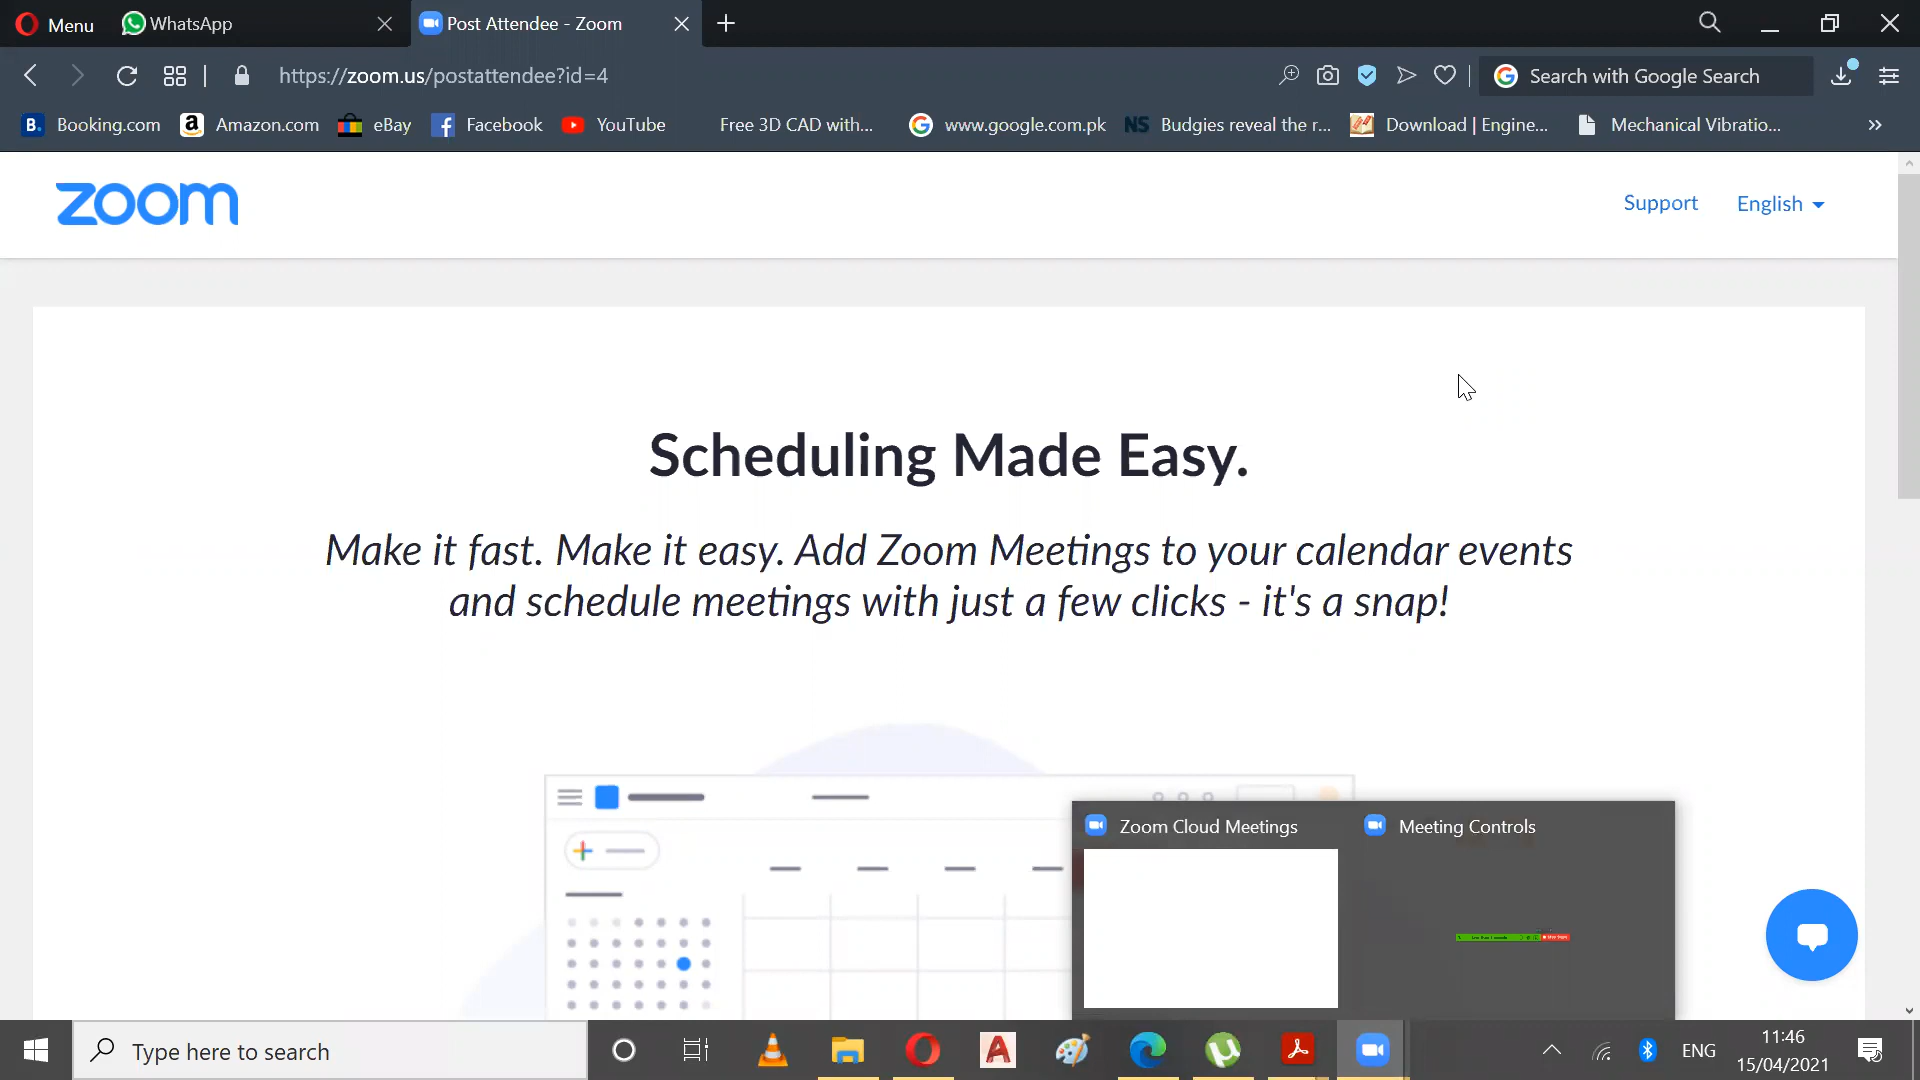 Menu
WhatsApp
Post Attendee - Zoom
https://zoom.us/postattendee?id=4
Search with Google Search
B.
Booking.com
Amazon.com
eBay
Facebook
YouTube
Free 3D CAD with...
www.google.com.pk
NS
Budgies reveal the r...
Download | Engine...
Mechanical Vibratio...
zoom
Support
English
Scheduling Made Easy.
Make it fast. Make it easy. Add Zoom Meetings to your calendar events
and schedule meetings with just a few clicks - it's a snap!
Zoom Cloud Meetings
Meeting Controls
Type here to search
ENG
11:46
15/04/2021